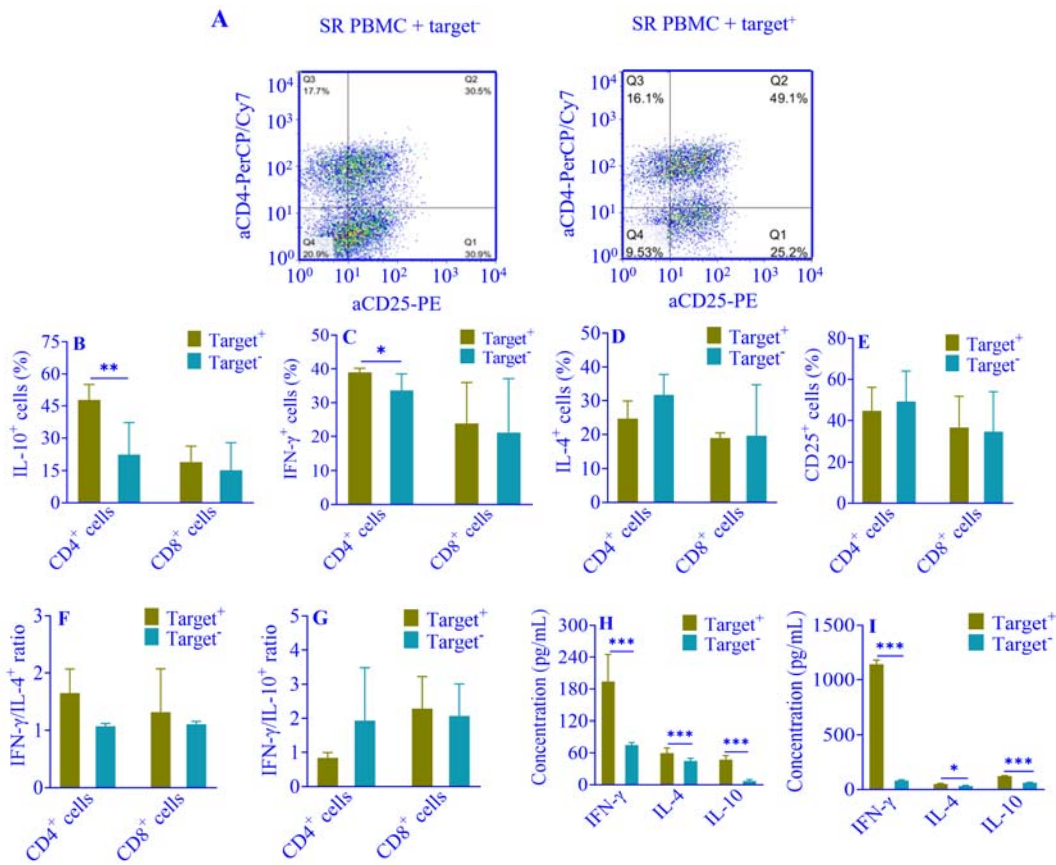 A
SR PBMC + target⁻
SR PBMC + target⁺
aCD4-PerCP/Cy7
10⁴
10³
10²
10¹
10⁰
Q3
17.7%
Q2
30.5%
Q4
20.9%
Q1
30.9%
10⁰ 10¹ 10² 10³ 10⁴
aCD25-PE
aCD4-PerCP/Cy7
10⁴
10³
10²
10¹
10⁰
Q3
16.1%
Q2
49.1%
Q4
9.53%
Q1
25.2%
10⁰ 10¹ 10² 10³ 10⁴
aCD25-PE
B
Target⁺
Target⁻
IL-10⁺ cells (%)
75
60
45
30
15
0
**
CD4⁺ cells
CD8⁺ cells
C
Target⁺
Target⁻
IFN-γ⁺ cells (%)
50
40
30
20
10
0
*
CD4⁺ cells
CD8⁺ cells
D
Target⁺
Target⁻
IL-4⁺ cells (%)
50
40
30
20
10
0
CD4⁺ cells
CD8⁺ cells
E
Target⁺
Target⁻
CD25⁺ cells (%)
80
60
40
20
0
CD4⁺ cells
CD8⁺ cells
F
Target⁺
Target⁻
IFN-γ/IL-4⁺ ratio
3
2
1
0
CD4⁺ cells
CD8⁺ cells
G
Target⁺
Target⁻
IFN-γ/IL-10⁺ ratio
5
4
3
2
1
0
CD4⁺ cells
CD8⁺ cells
H
Target⁺
Target⁻
Concentration (pg/mL)
300
240
180
120
60
0
***
***
***
IFN-γ
IL-4
IL-10
I
Target⁺
Target⁻
Concentration (pg/mL)
1500
1200
900
600
300
0
***
*
***
IFN-γ
IL-4
IL-10